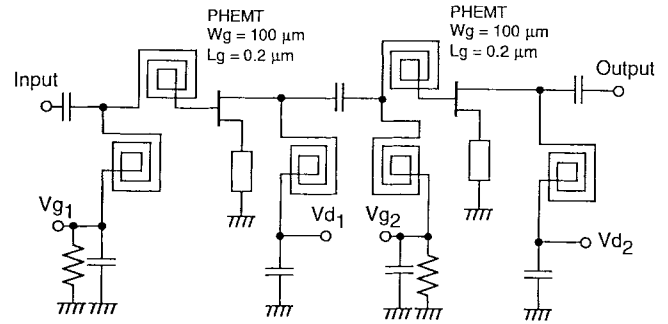 PHEMT
Wg = 100 μm
Lg = 0.2 μm
PHEMT
Wg = 100 μm
Lg = 0.2 μm
Input
Output
Vg1
Vd1
Vg2
Vd2